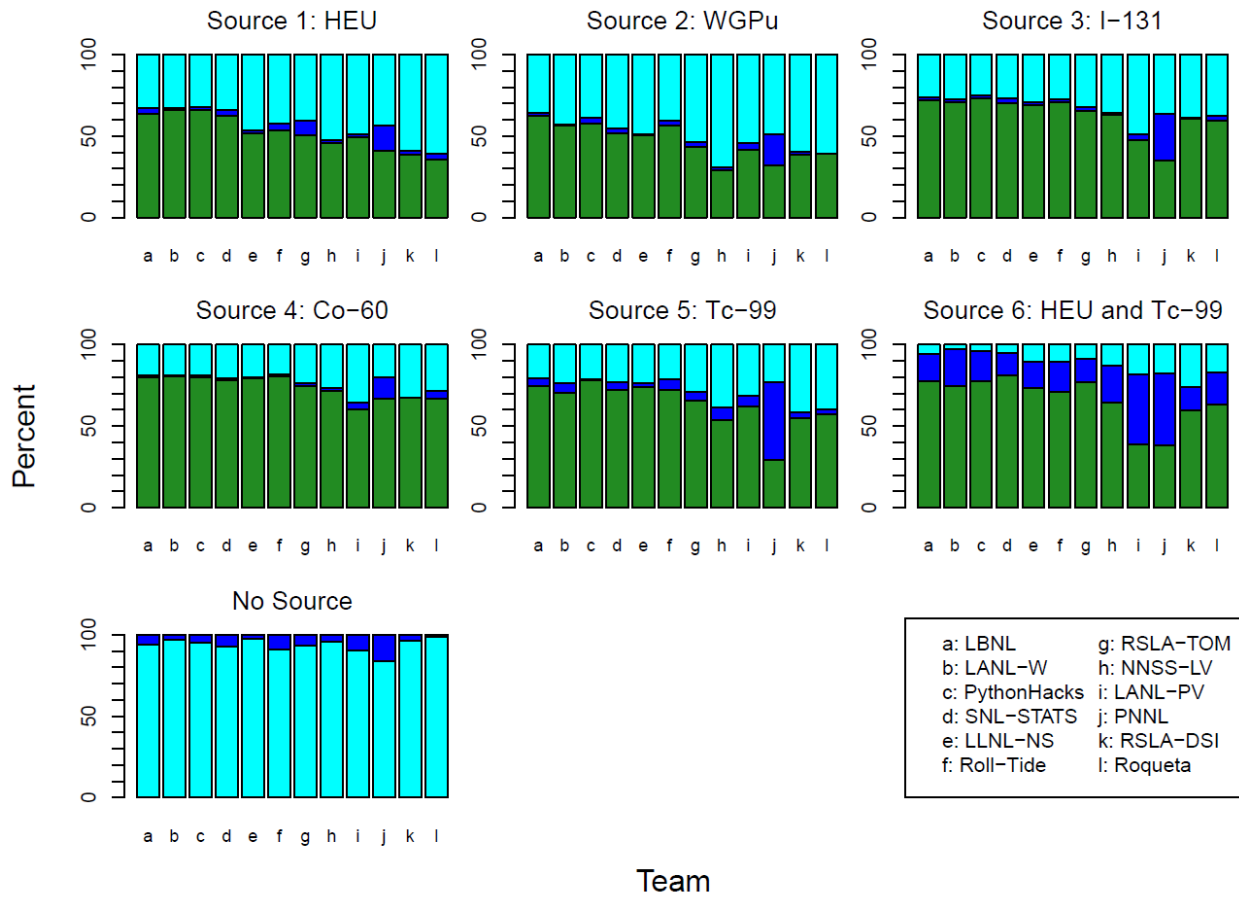 Source 1: HEU
Source 2: WGPu
Source 3: I−131
100
50
0
a b c d e f g h i j k l
100
50
0
a b c d e f g h i j k l
100
50
0
a b c d e f g h i j k l
Source 4: Co−60
Source 5: Tc−99
Source 6: HEU and Tc−99
100
50
0
a b c d e f g h i j k l
100
50
0
a b c d e f g h i j k l
100
50
0
a b c d e f g h i j k l
Percent
No Source
100
50
0
a b c d e f g h i j k l
a: LBNL
b: LANL−W
c: PythonHacks
d: SNL−STATS
e: LLNL−NS
f: Roll−Tide
g: RSLA−TOM
h: NNSS−LV
i: LANL−PV
j: PNNL
k: RSLA−DSI
l: Roqueta
Team